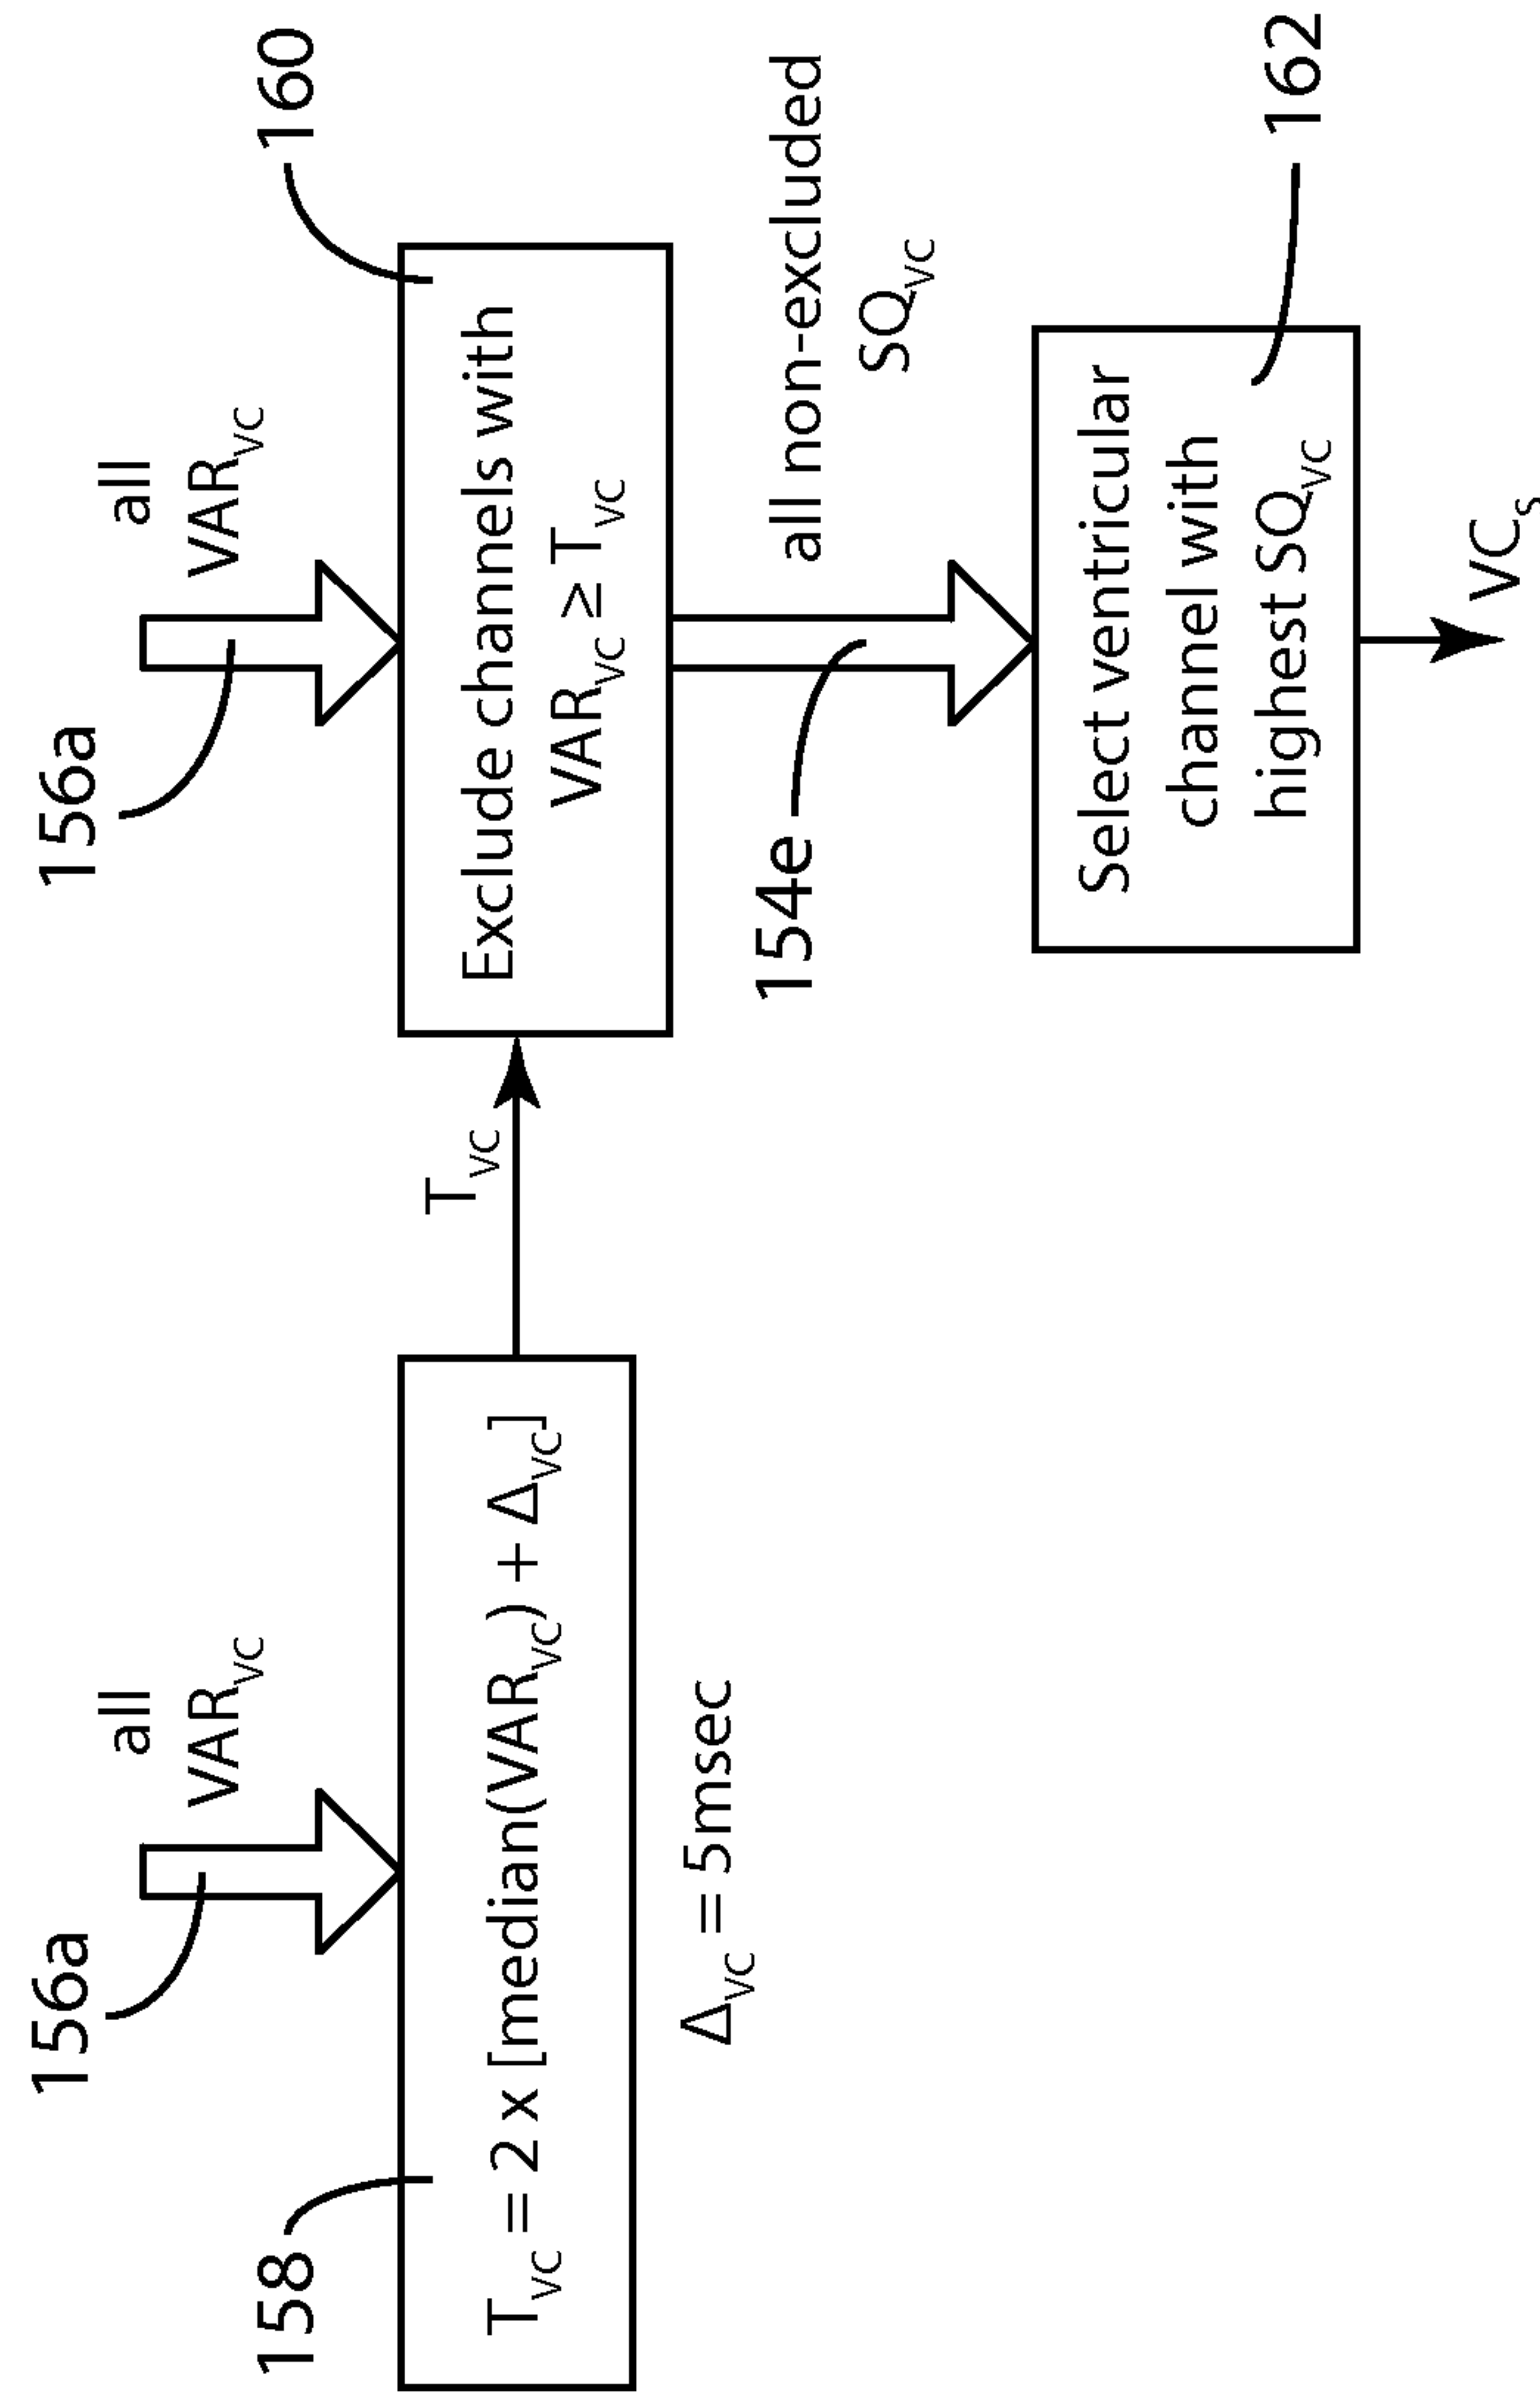 156a
all
VAR_VC
158
T_VC = 2 x [median(VAR_VC) + Δ_VC]
Δ_VC = 5msec
T_VC
156a
all
VAR_VC
160
Exclude channels with
VAR_VC ≥ T_VC
154e
all non-excluded
SQ_VC
Select ventricular
channel with
highest SQ_VC
162
VC_s